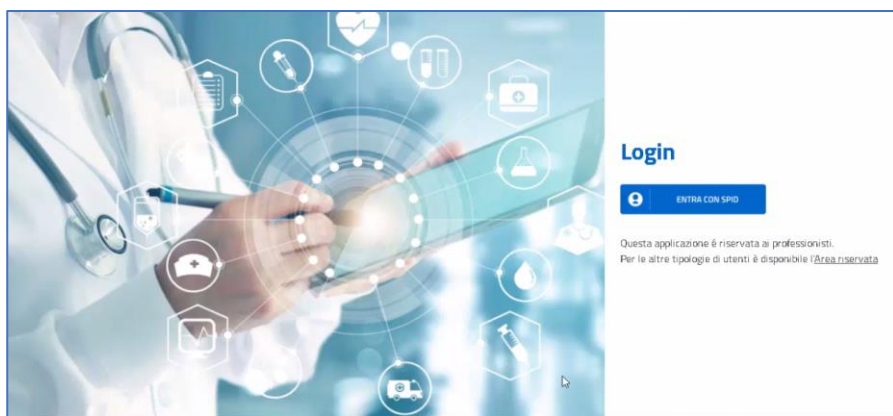 Login
ENTRA CON SPID
Questa applicazione é riservata ai professionisti.
Per le altre tipologie di utenti è disponibile l'Area riservata